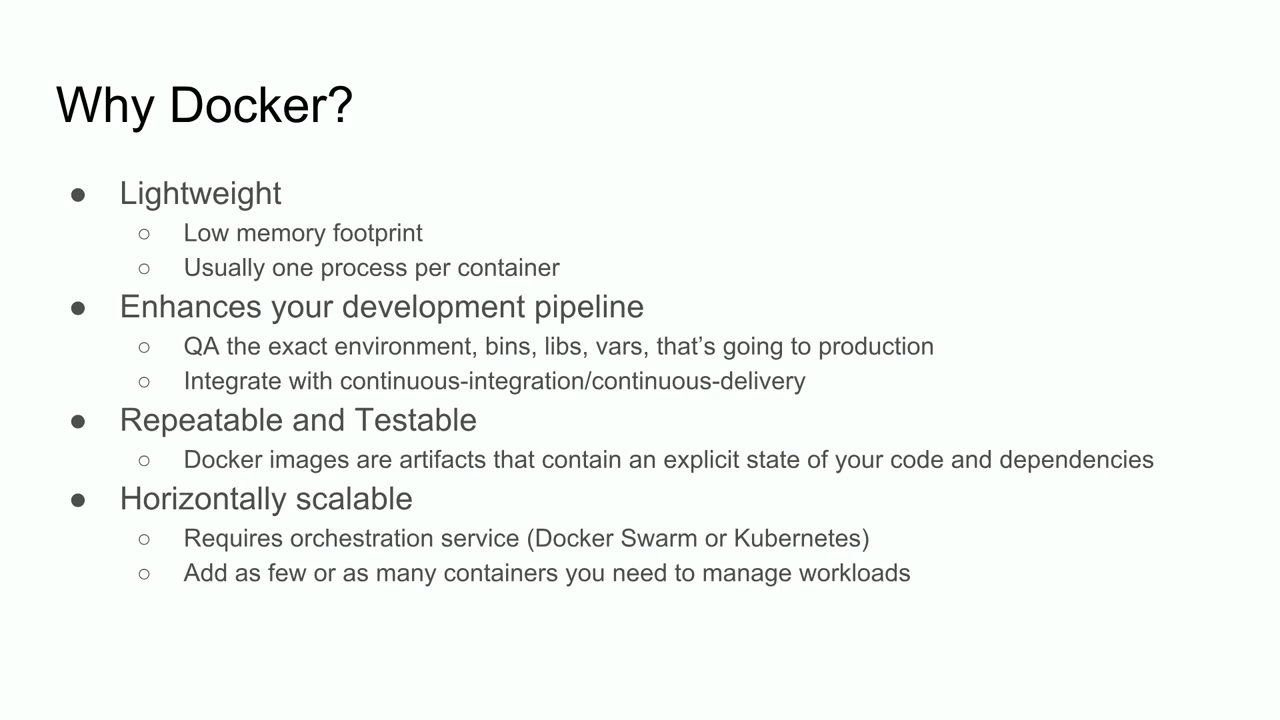 Why Docker?
● Lightweight
○ Low memory footprint
○ Usually one process per container
● Enhances your development pipeline
○ QA the exact environment, bins, libs, vars, that’s going to production
○ Integrate with continuous-integration/continuous-delivery
● Repeatable and Testable
○ Docker images are artifacts that contain an explicit state of your code and dependencies
● Horizontally scalable
○ Requires orchestration service (Docker Swarm or Kubernetes)
○ Add as few or as many containers you need to manage workloads